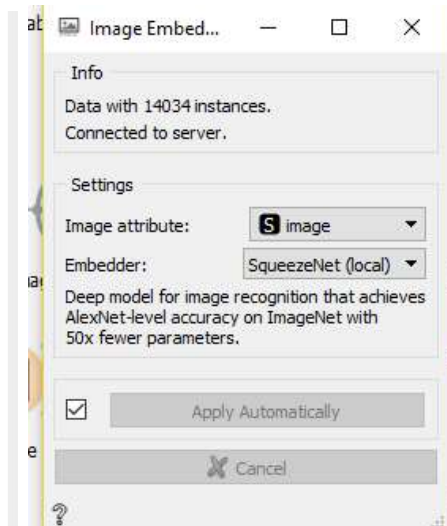 ab
Image Embed...
Info
Data with 14034 instances.
Connected to server.
Settings
Image attribute:
S image
Embedder:
SqueezeNet (local)
Deep model for image recognition that achieves
AlexNet-level accuracy on ImageNet with
50x fewer parameters.
Apply Automatically
Cancel
e
?